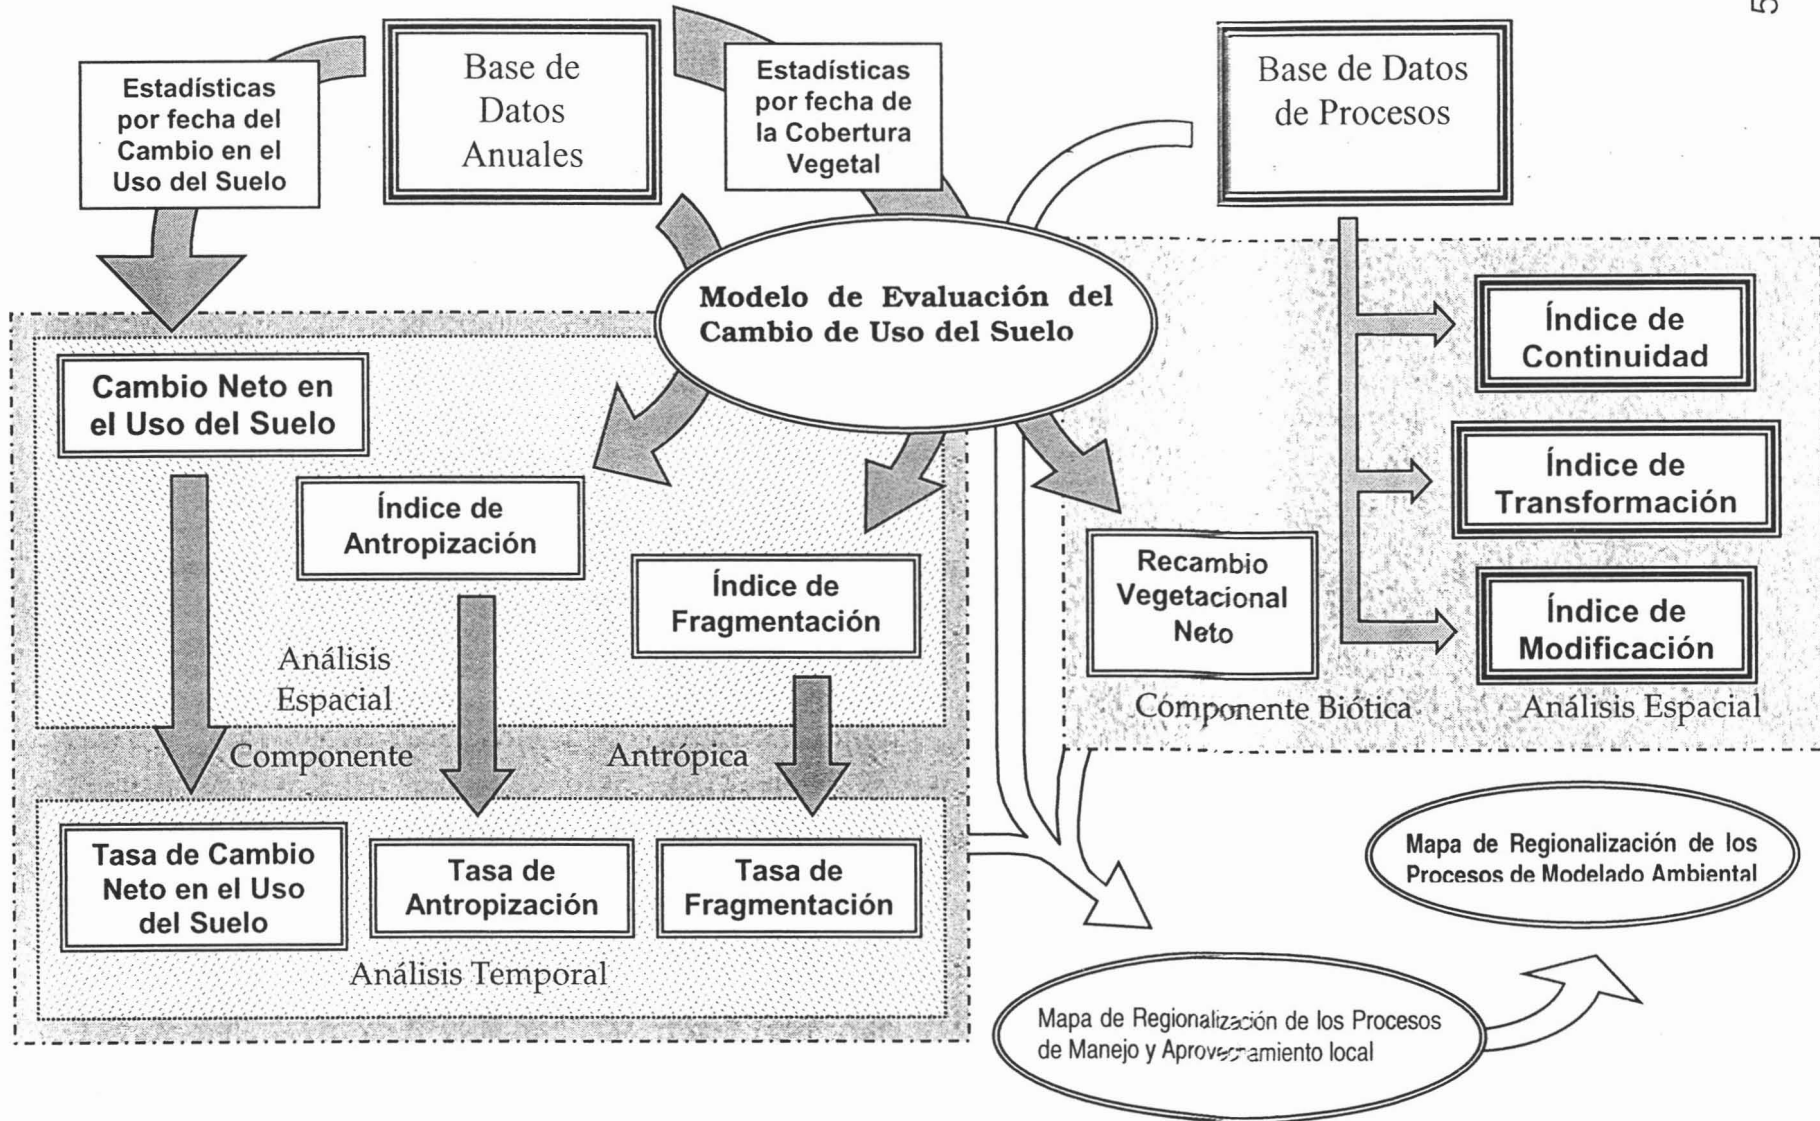 5
Estadísticas
por fecha del
Cambio en el
Uso del Suelo
Base de
Datos
Anuales
Estadísticas
por fecha de
la Cobertura
Vegetal
Base de Datos
de Procesos
Modelo de Evaluación del
Cambio de Uso del Suelo
Cambio Neto en
el Uso del Suelo
Índice de
Antropización
Índice de
Fragmentación
Análisis
Espacial
Componente Antrópica
Tasa de Cambio
Neto en el Uso
del Suelo
Tasa de
Antropización
Tasa de
Fragmentación
Análisis Temporal
Recambio
Vegetacional
Neto
Índice de
Continuidad
Índice de
Transformación
Índice de
Modificación
Componente Biótica
Análisis Espacial
Mapa de Regionalización de los
Procesos de Modelado Ambiental
Mapa de Regionalización de los Procesos
de Manejo y Aprovechamiento local